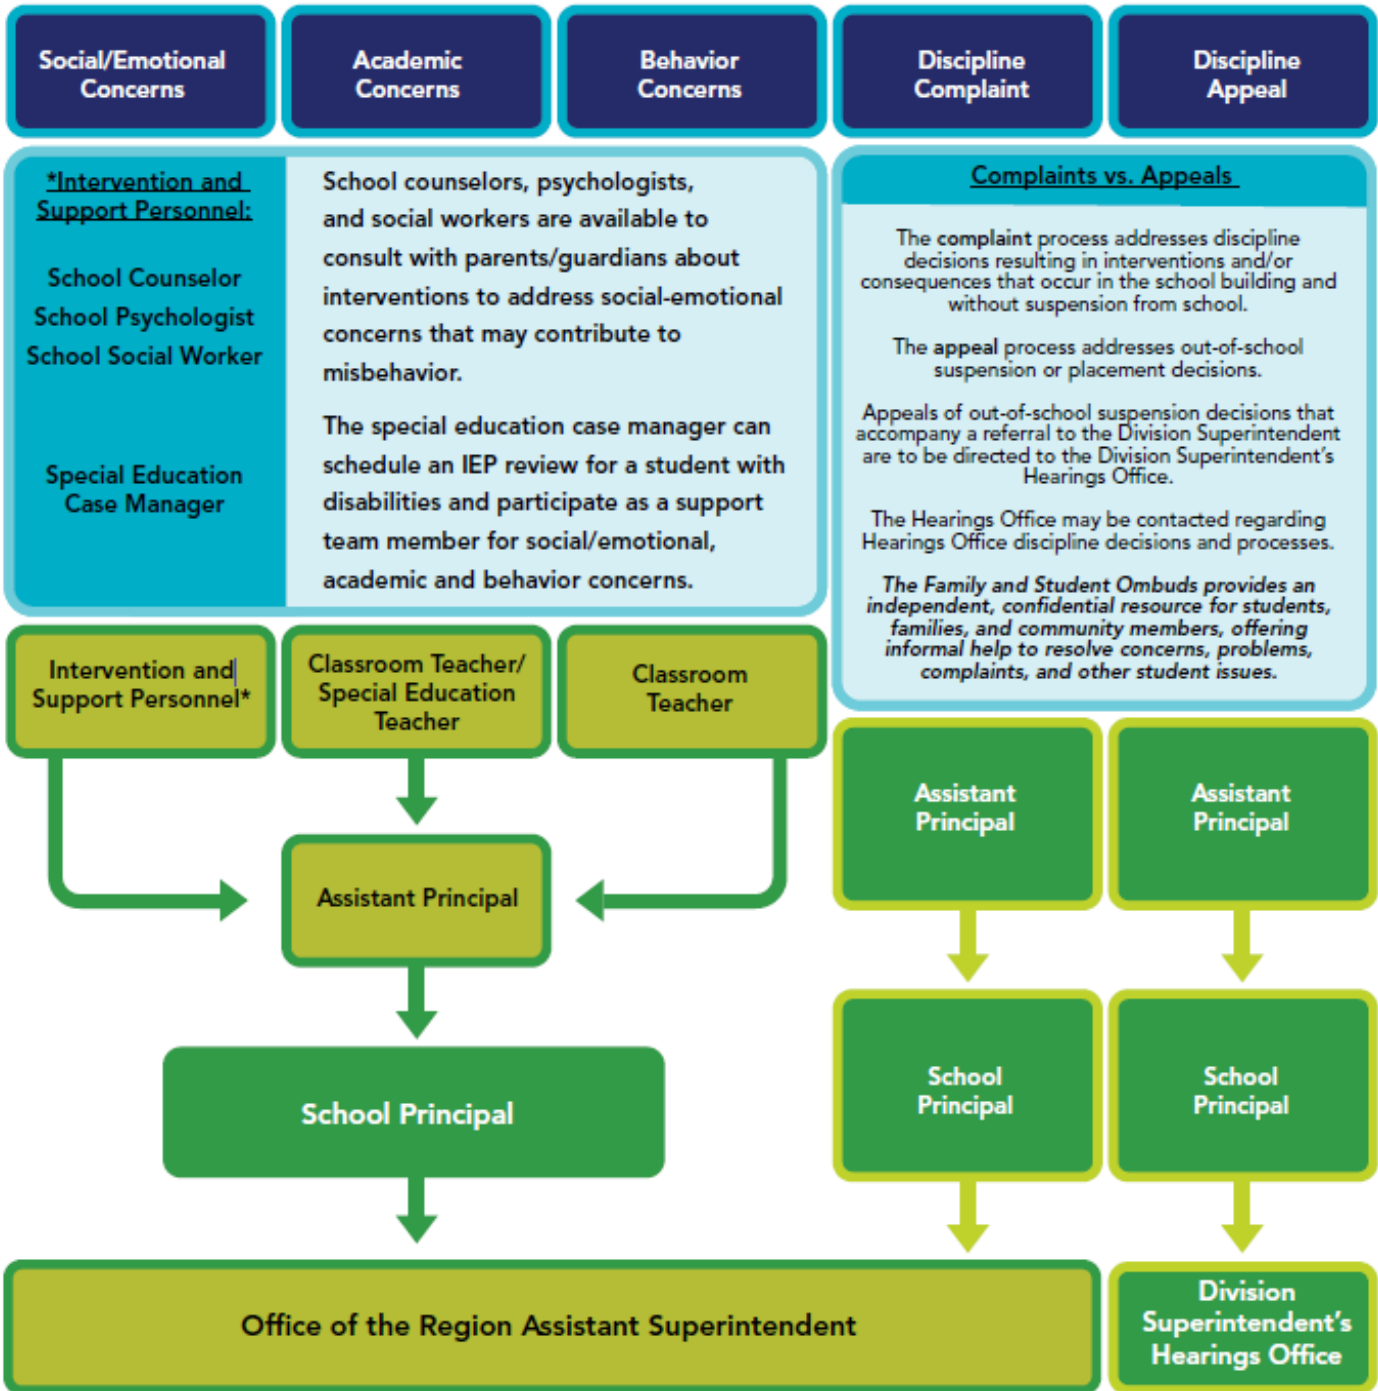 Social/Emotional
Concerns
Academic
Concerns
Behavior
Concerns
Discipline
Complaint
Discipline
Appeal
*Intervention and
Support Personnel:
School Counselor
School Psychologist
School Social Worker
Special Education
Case Manager
School counselors, psychologists,
and social workers are available to
consult with parents/guardians about
interventions to address social-emotional
concerns that may contribute to
misbehavior.
The special education case manager can
schedule an IEP review for a student with
disabilities and participate as a support
team member for social/emotional,
academic and behavior concerns.
Complaints vs. Appeals
The complaint process addresses discipline
decisions resulting in interventions and/or
consequences that occur in the school building and
without suspension from school.
The appeal process addresses out-of-school
suspension or placement decisions.
Appeals of out-of-school suspension decisions that
accompany a referral to the Division Superintendent
are to be directed to the Division Superintendent's
Hearings Office.
The Hearings Office may be contacted regarding
Hearings Office discipline decisions and processes.
The Family and Student Ombuds provides an
independent, confidential resource for students,
families, and community members, offering
informal help to resolve concerns, problems,
complaints, and other student issues.
Intervention and
Support Personnel*
Classroom Teacher/
Special Education
Teacher
Classroom
Teacher
Assistant Principal
School Principal
Assistant
Principal
Assistant
Principal
School
Principal
School
Principal
Office of the Region Assistant Superintendent
Division
Superintendent's
Hearings Office